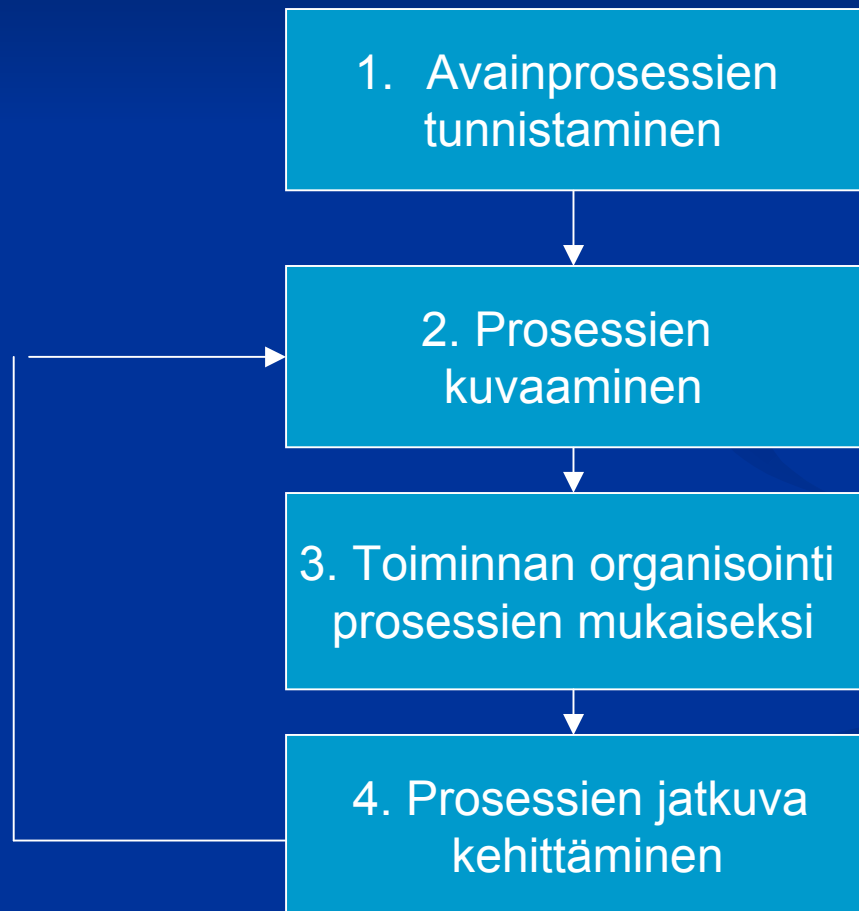 1. Avainprosessien
tunnistaminen
2. Prosessien
kuvaaminen
3. Toiminnan organisointi
prosessien mukaiseksi
4. Prosessien jatkuva
kehittäminen